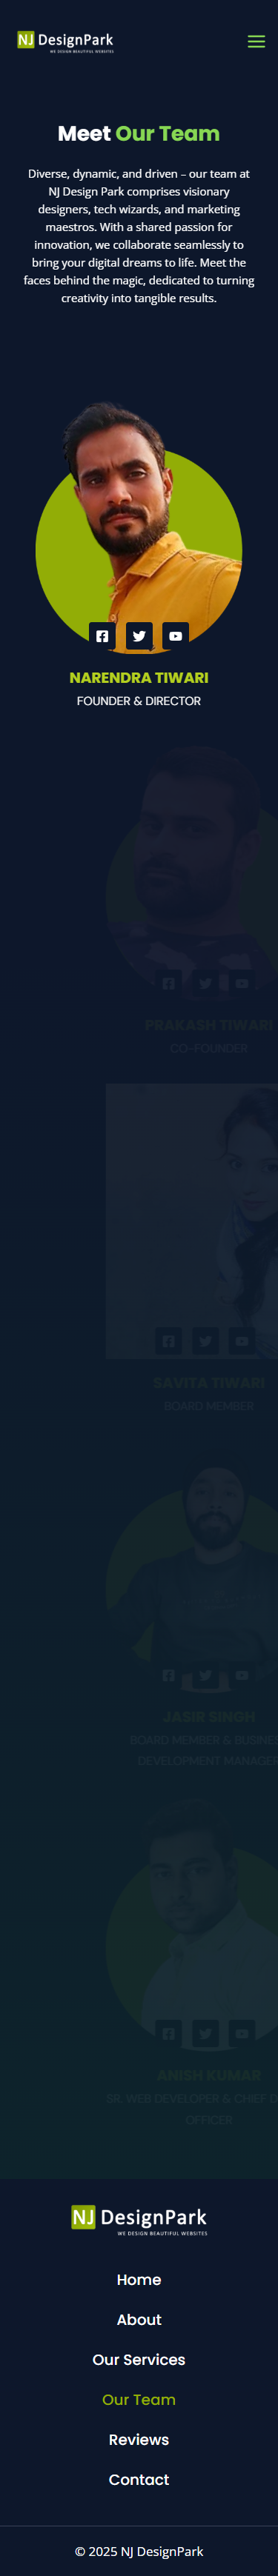 NJ DesignPark
WE DESIGN BEAUTIFUL WEBSITES
Meet Our Team
Diverse, dynamic, and driven – our team at
NJ Design Park comprises visionary
designers, tech wizards, and marketing
maestros. With a shared passion for
innovation, we collaborate seamlessly to
bring your digital dreams to life. Meet the
faces behind the magic, dedicated to turning
creativity into tangible results.
NARENDRA TIWARI
FOUNDER & DIRECTOR
PRAKASH TIWARI
CO-FOUNDER
SAVITA TIWARI
BOARD MEMBER
JASIR SINGH
BOARD MEMBER & BUSINE
DEVELOPMENT MANAGER
ANISH KUMAR
SR. WEB DEVELOPER & CHIEF D
OFFICER
NJ DesignPark
WE DESIGN BEAUTIFUL WEBSITES
Home
About
Our Services
Our Team
Reviews
Contact
© 2025 NJ DesignPark